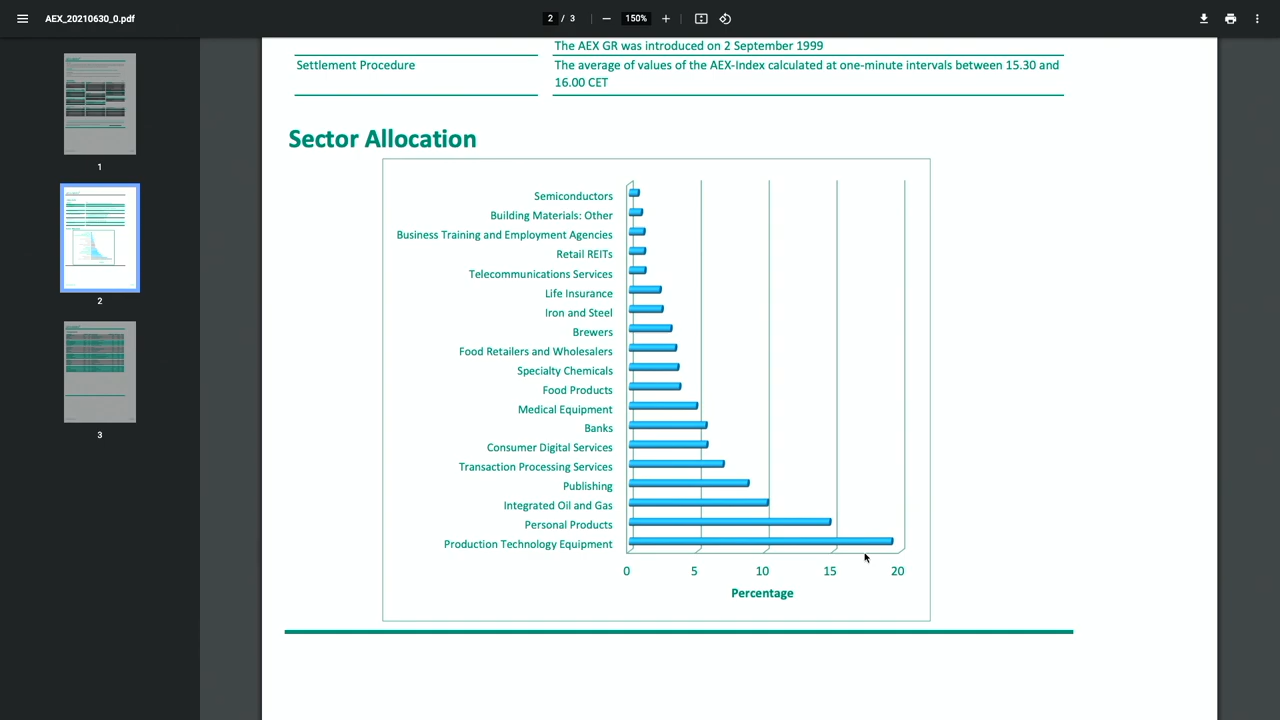 AEX_20210630_0.pdf
2 / 3
150%
1
2
3
The AEX GR was introduced on 2 September 1999
Settlement Procedure
The average of values of the AEX-Index calculated at one-minute intervals between 15.30 and
16.00 CET
Sector Allocation
Semiconductors
Building Materials: Other
Business Training and Employment Agencies
Retail REITs
Telecommunications Services
Life Insurance
Iron and Steel
Brewers
Food Retailers and Wholesalers
Specialty Chemicals
Food Products
Medical Equipment
Banks
Consumer Digital Services
Transaction Processing Services
Publishing
Integrated Oil and Gas
Personal Products
Production Technology Equipment
0 5 10 15 20
Percentage